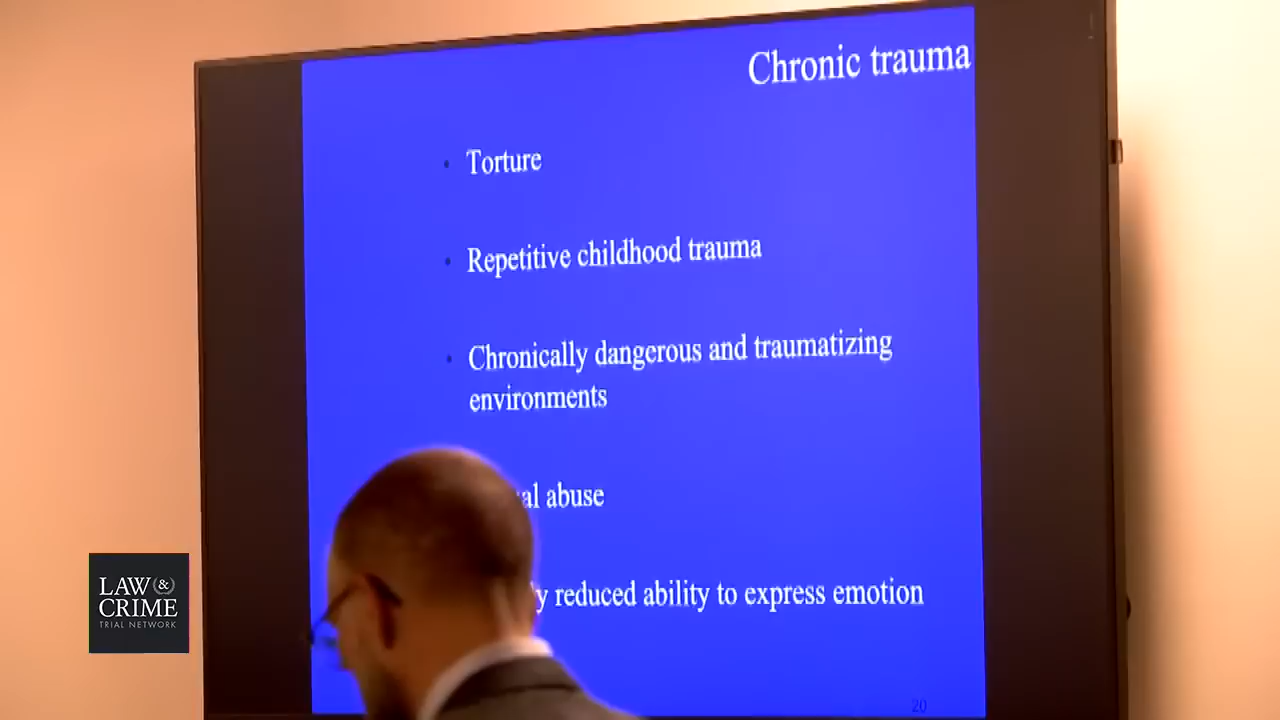 Chronic trauma
• Torture
• Repetitive childhood trauma
• Chronically dangerous and traumatizing
environments
abuse
reduced ability to express emotion
20
LAW &
CRIME
TRIAL NETWORK